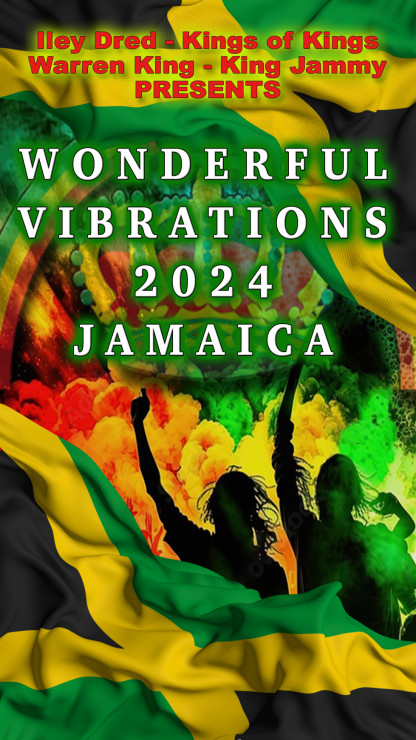 Iley Dred - Kings of Kings
Warren King - King Jammy
PRESENTS
WONDERFUL
VIBRATIONS
2024
JAMAICA